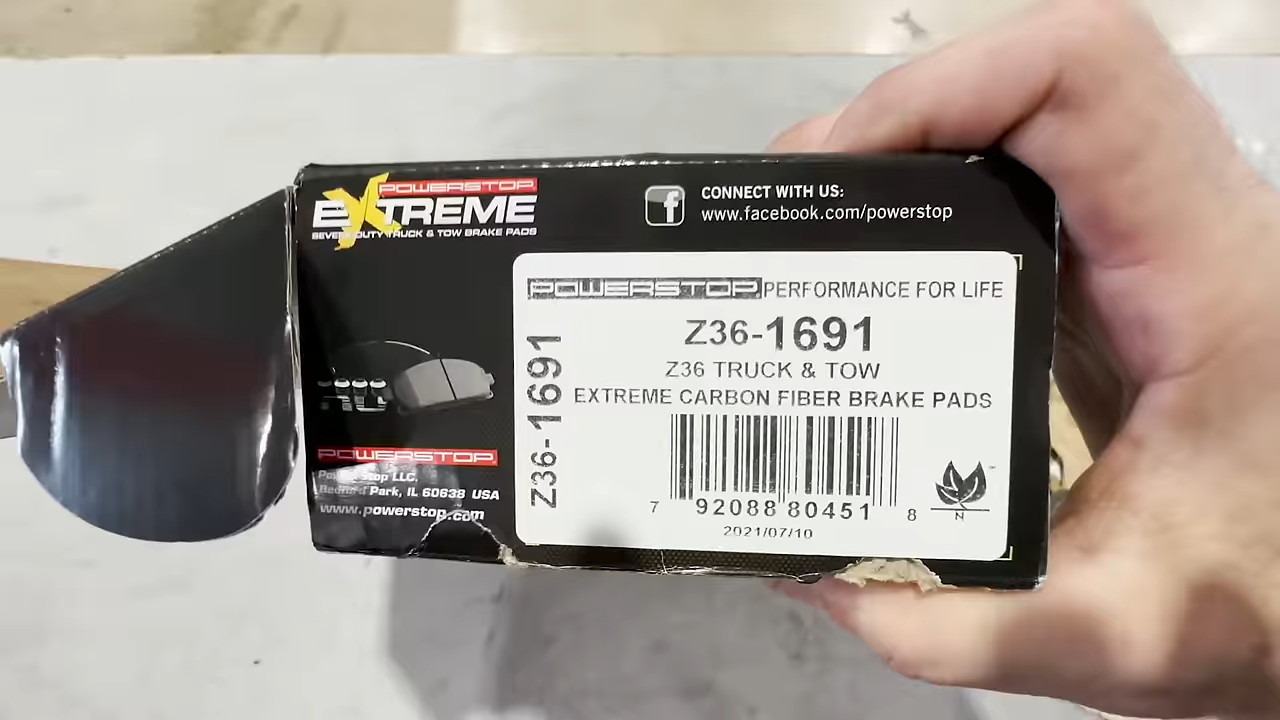 POWERSTOP
EXTREME
SEVERE DUTY TRUCK & TOW BRAKE PADS
CONNECT WITH US:
www.facebook.com/powerstop
POWERSTOP PERFORMANCE FOR LIFE
Z36-1691
Z36 TRUCK & TOW
EXTREME CARBON FIBER BRAKE PADS
Z36-1691
7 92088 80451 8
2021/07/10
N
POWERSTOP
Power Stop LLC.
Bedford Park, IL 60638 USA
www.powerstop.com